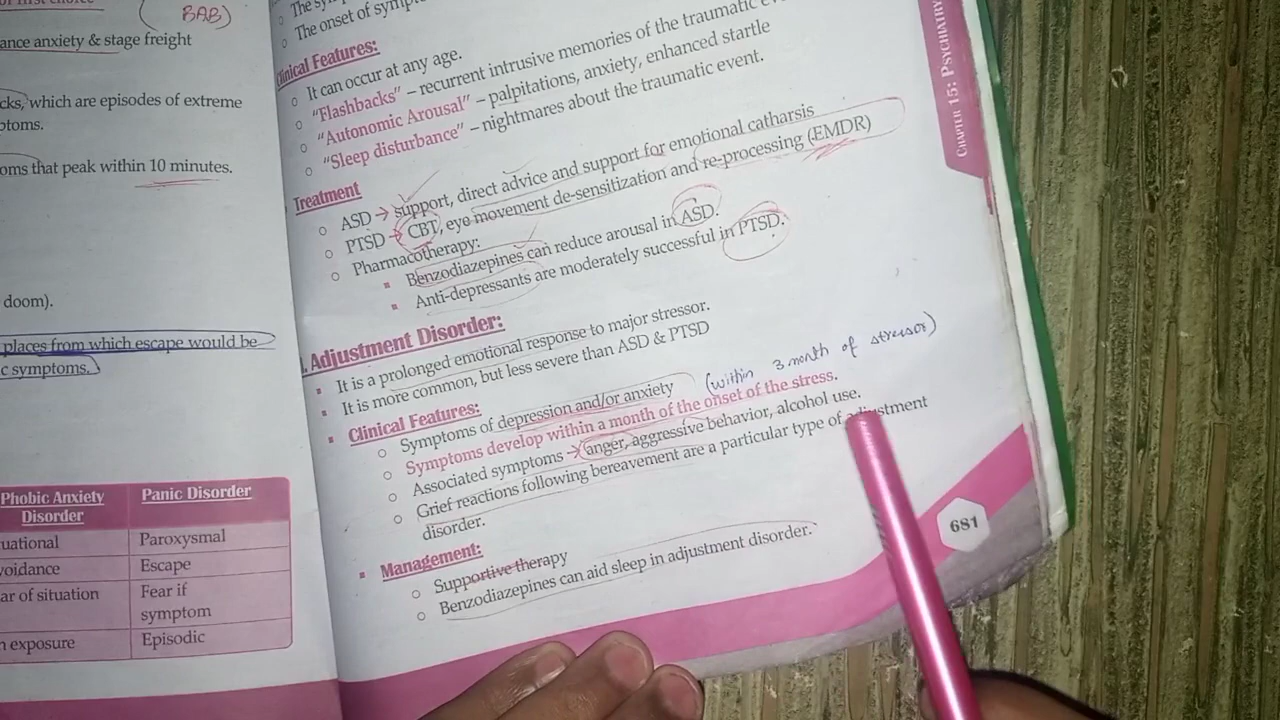 BAB)
ance anxiety & stage freight
cks, which are episodes of extreme
ptoms.
oms that peak within 10 minutes.
doom).
places from which escape would be
c symptoms.
Phobic Anxiety Disorder
Panic Disorder
uational
Paroxysmal
voidance
Escape
ar of situation
Fear if symptom
n exposure
Episodic
The onset of
Clinical Features:
It can occur at any age.
"Flashbacks" – recurrent intrusive memories of the traumatic
"Autonomic Arousal" – palpitations, anxiety, enhanced startle
"Sleep disturbance" – nightmares about the traumatic event.
Treatment
ASD → support, direct advice and support for emotional catharsis
PTSD → CBT, eye movement de-sensitization and re-processing (EMDR)
Pharmacotherapy:
Benzodiazepines can reduce arousal in ASD.
Anti-depressants are moderately successful in PTSD.
Adjustment Disorder:
It is a prolonged emotional response to major stressor.
It is more common, but less severe than ASD & PTSD
Clinical Features:
Symptoms of depression and/or anxiety (within 3 month of stressor)
Symptoms develop within a month of the onset of the stress.
Associated symptoms → anger, aggressive behavior, alcohol use.
Grief reactions following bereavement are a particular type of adjustment
disorder.
Management:
Supportive therapy
Benzodiazepines can aid sleep in adjustment disorder.
CHAPTER 15: PSYCHIATRY
681